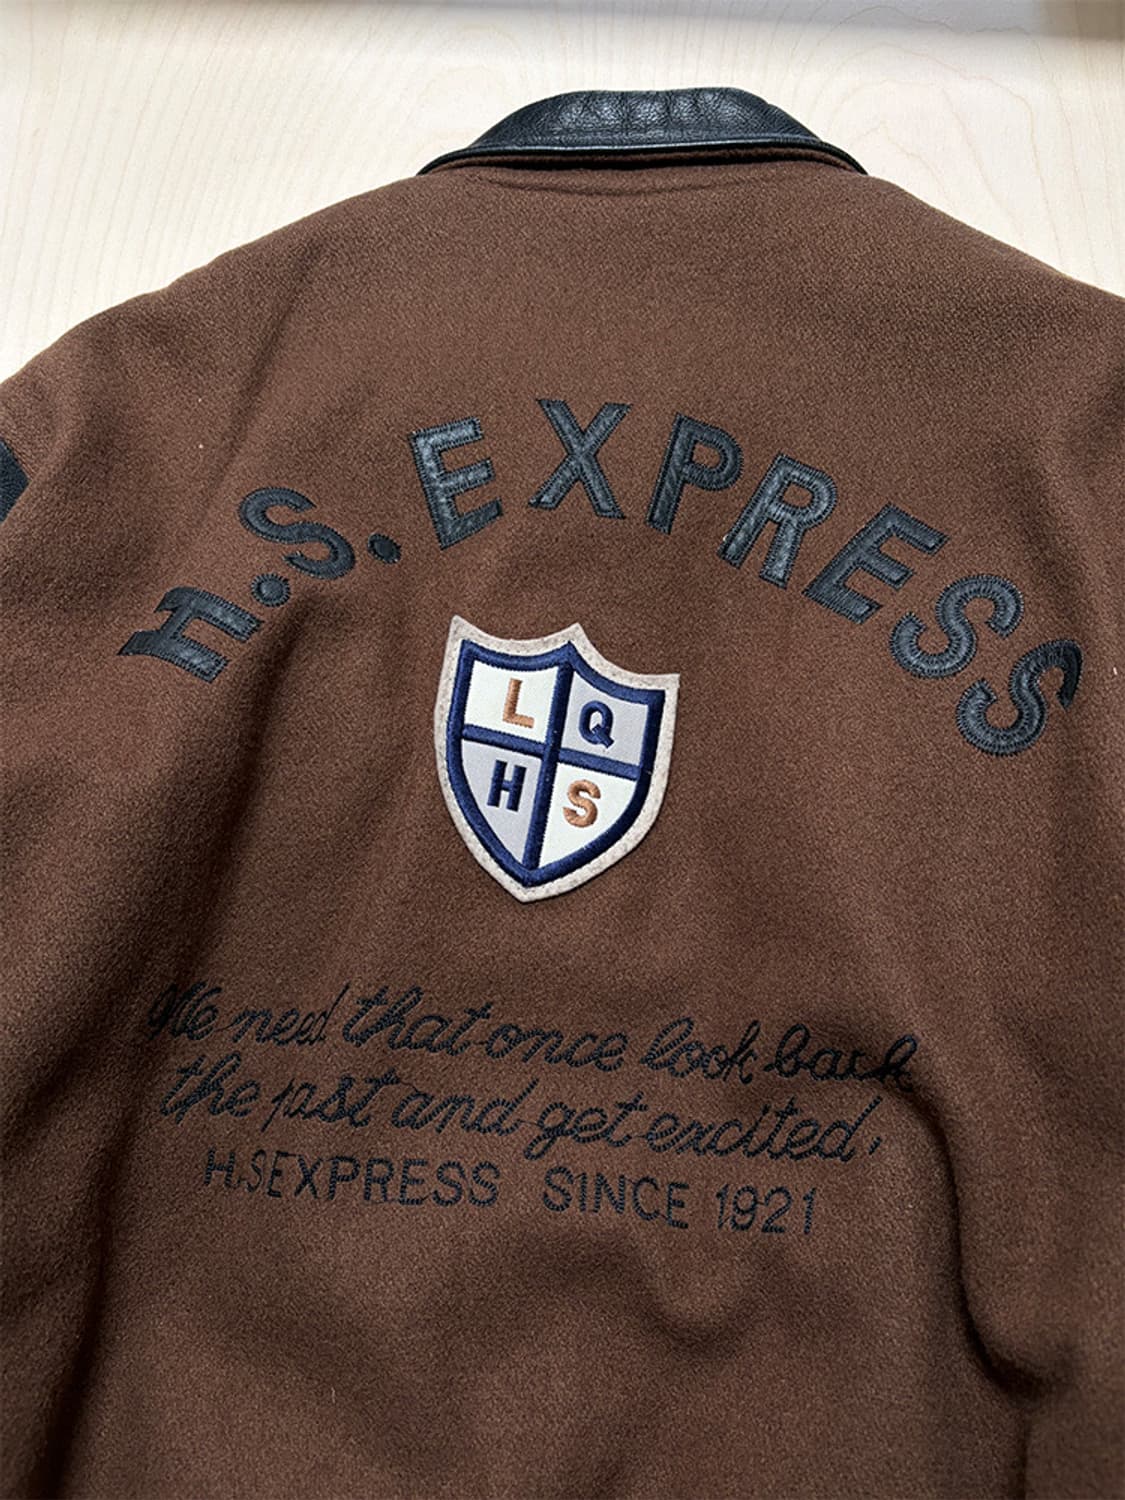 H.S. EXPRESS
L Q
H S
We need that once look back
the past and get excited,
H.S EXPRESS SINCE 1921